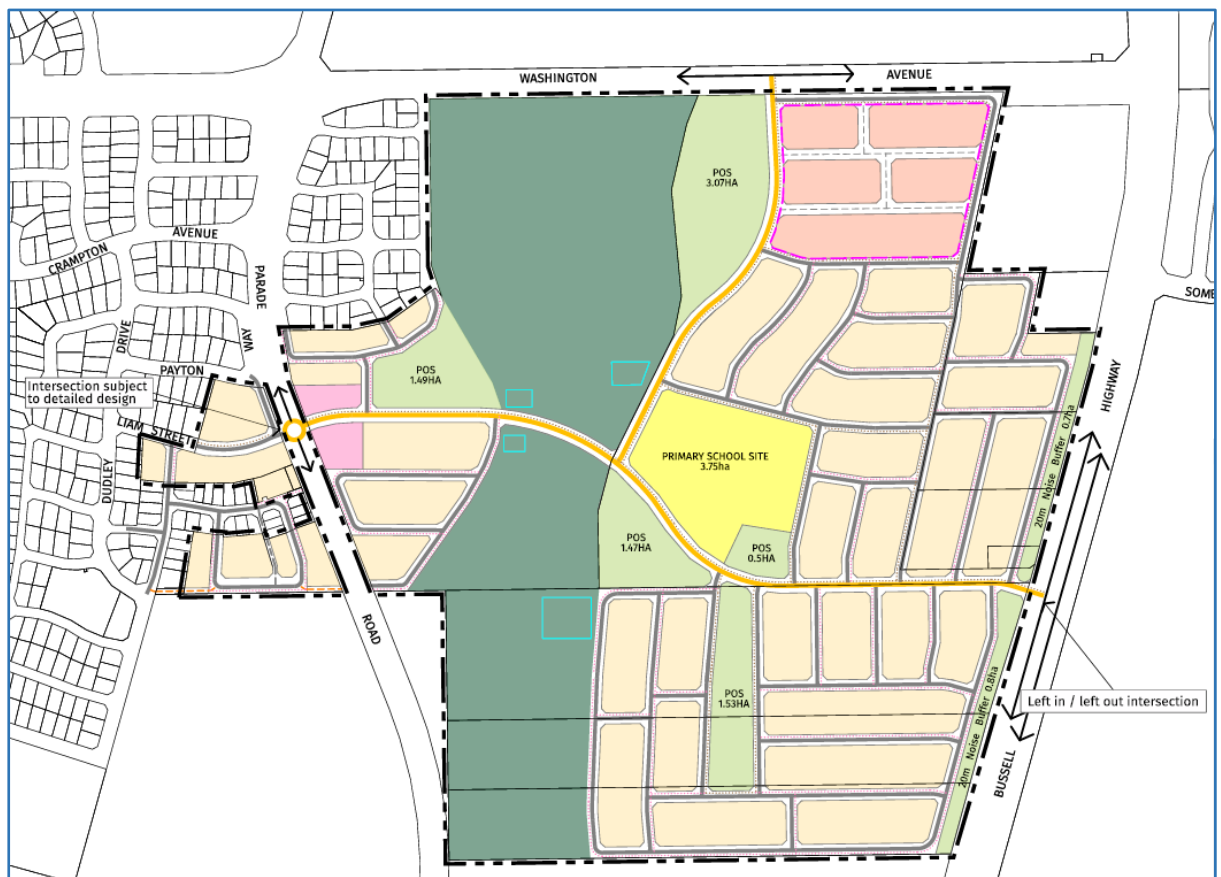 WASHINGTON
AVENUE
POS
3.07HA
CRAMPTON
AVENUE
PARADE
WAY
DRIVE
PAYTON
Intersection subject
to detailed design
LIAM STREET
DUDLEY
POS
1.49HA
SOME
HIGHWAY
PRIMARY SCHOOL SITE
3.75ha
20m Noise Buffer 0.7ha
POS
1.47HA
POS
0.5HA
ROAD
POS
1.53HA
20m Noise Buffer 0.8ha
Left in / left out intersection
BUSSELL